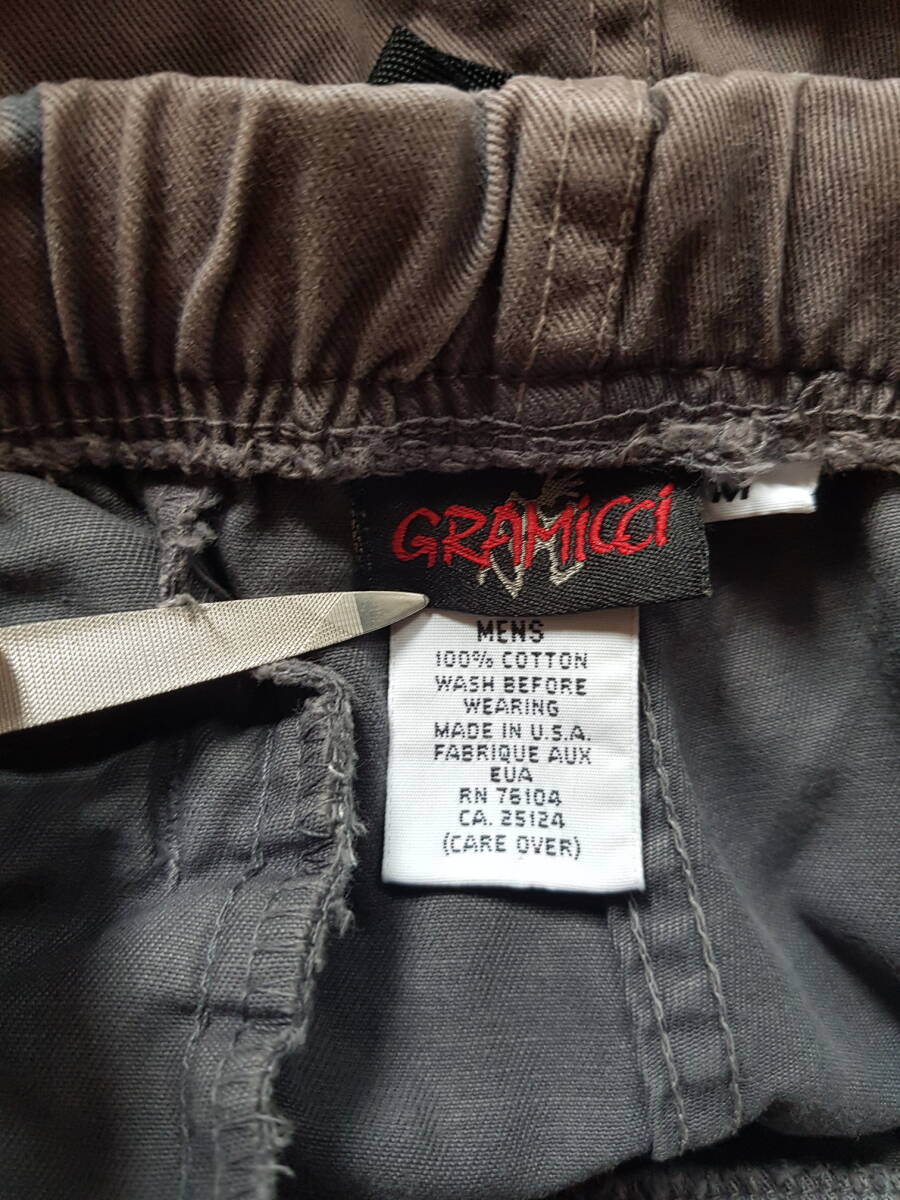 GRAMICCI
M
MENS
100% COTTON
WASH BEFORE
WEARING
MADE IN U.S.A.
FABRIQUE AUX
EUA
RN 76104
CA. 25124
(CARE OVER)